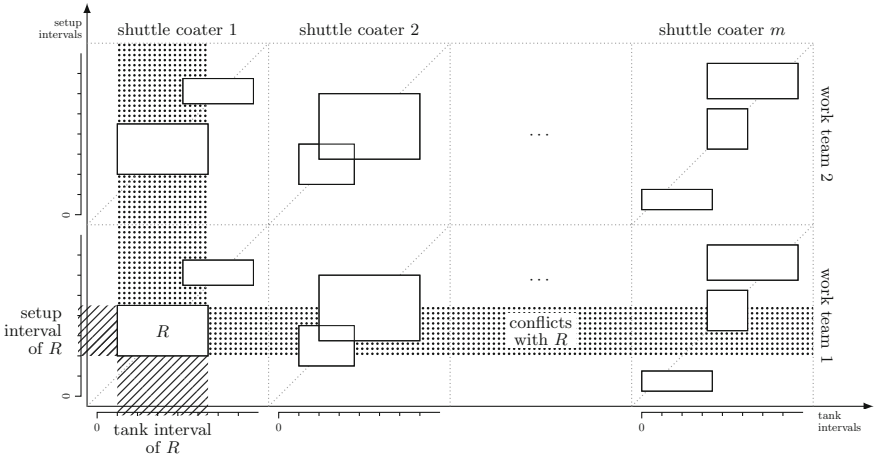 setup
intervals
shuttle coater 1
shuttle coater 2
shuttle coater m
work team 2
...
0
...
work team 1
setup
interval
of R
R
conflicts
with R
0
0
0
0
tank interval
of R
tank
intervals